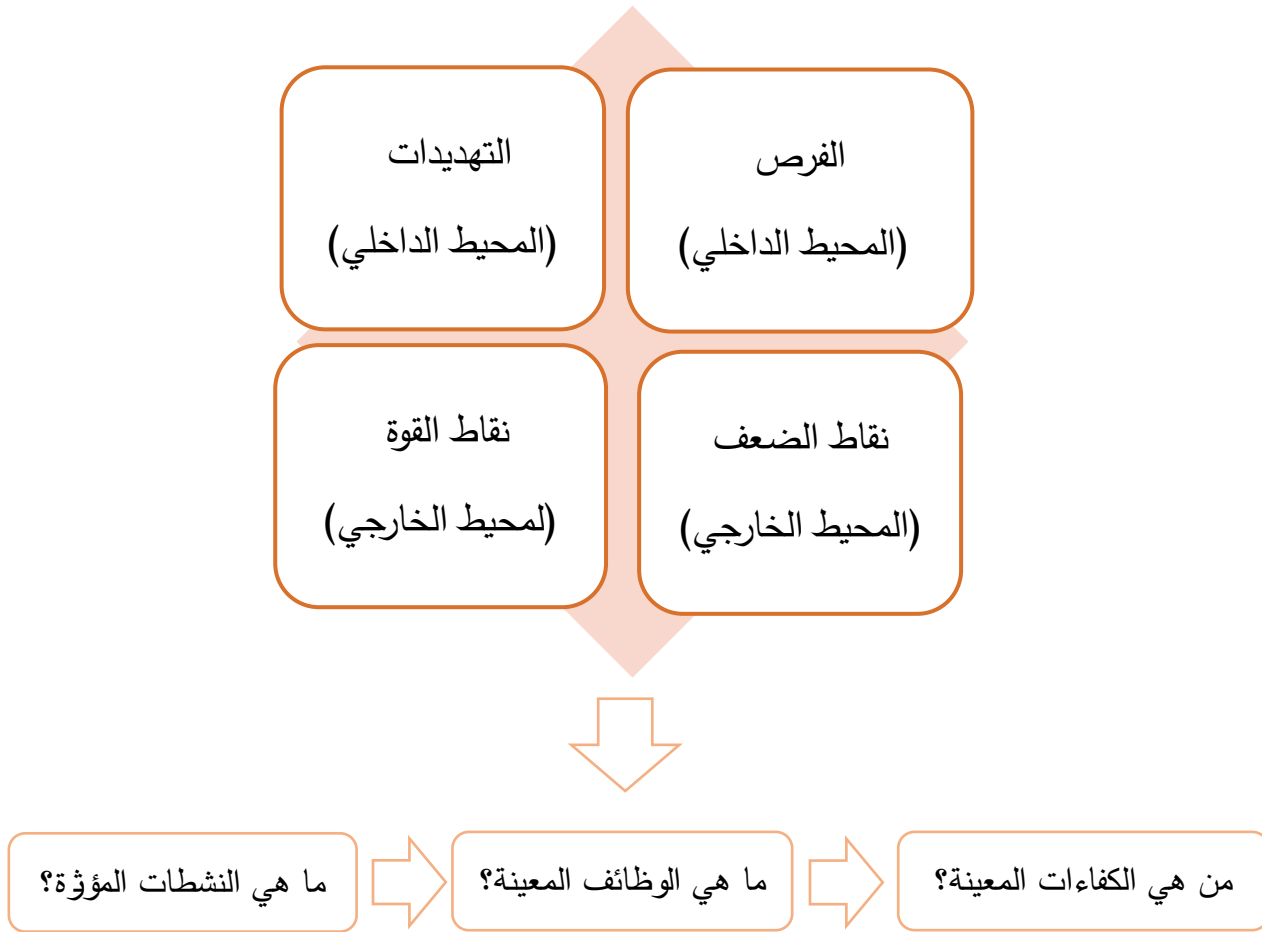 الفرص
(المحيط الداخلي)
التهديدات
(المحيط الداخلي)
نقاط الضعف
(المحيط الخارجي)
نقاط القوة
(لمحيط الخارجي)
ما هي النشطات المؤؤرة؟
ما هي الوظائف المعينة؟
من هي الكفاءات المعينة؟